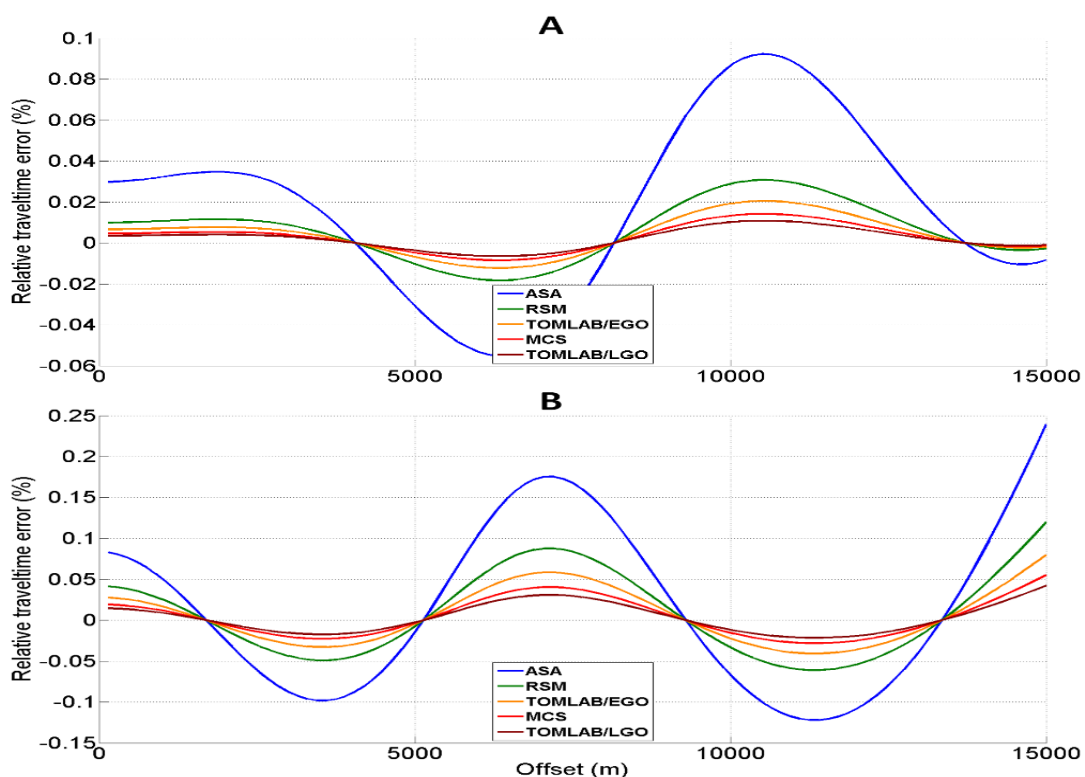 A
Relative traveltime error (%)
0.1
0.08
0.06
0.04
0.02
0
-0.02
-0.04
-0.06
ASA
RSM
TOMLAB/EGO
MCS
TOMLAB/LGO
0 5000 10000 15000
B
Relative traveltime error (%)
0.25
0.2
0.15
0.1
0.05
0
-0.05
-0.1
-0.15
ASA
RSM
TOMLAB/EGO
MCS
TOMLAB/LGO
0 5000 10000 15000
Offset (m)